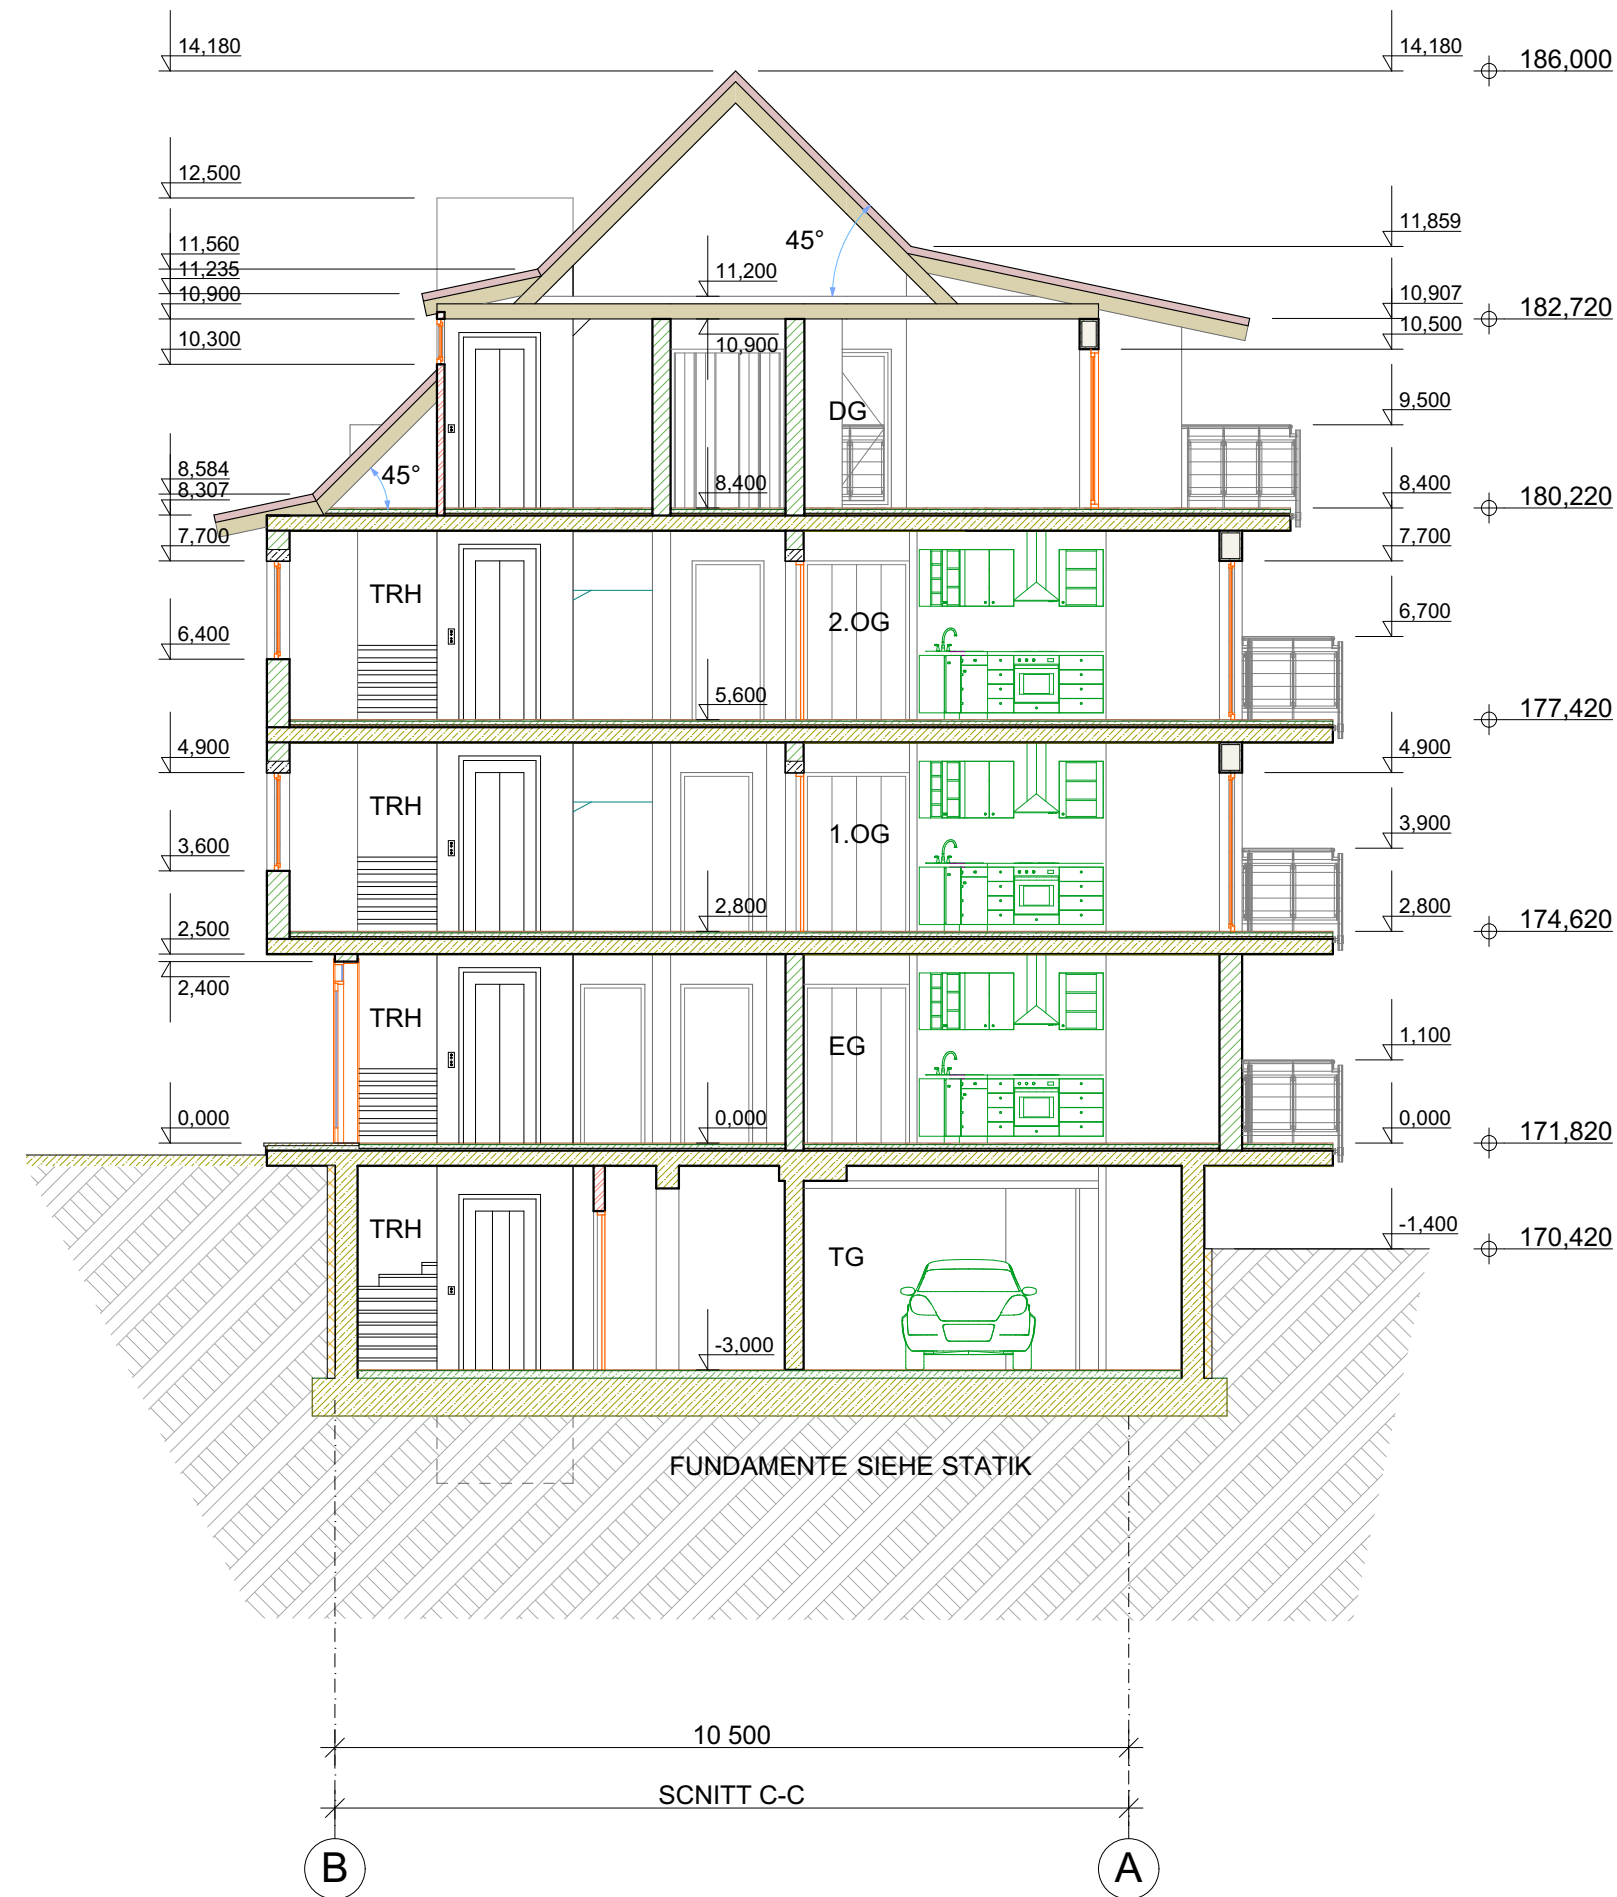 14,180 14,180 186,000
12,500
11,560 45° 11,859
11,235 11,200
10,900 10,907 182,720
10,300 10,900 10,500
DG 9,500
8,584 45°
8,307 8,400 8,400 180,220
7,700 7,700
TRH 2.OG 6,700
6,400
5,600 177,420
4,900 4,900
TRH 1.OG 3,900
3,600
2,800 2,800 174,620
2,500
2,400
TRH EG 1,100
0,000 0,000 0,000 171,820
TRH TG -1,400 170,420
-3,000
FUNDAMENTE SIEHE STATIK
10 500
SCNITT C-C
B A